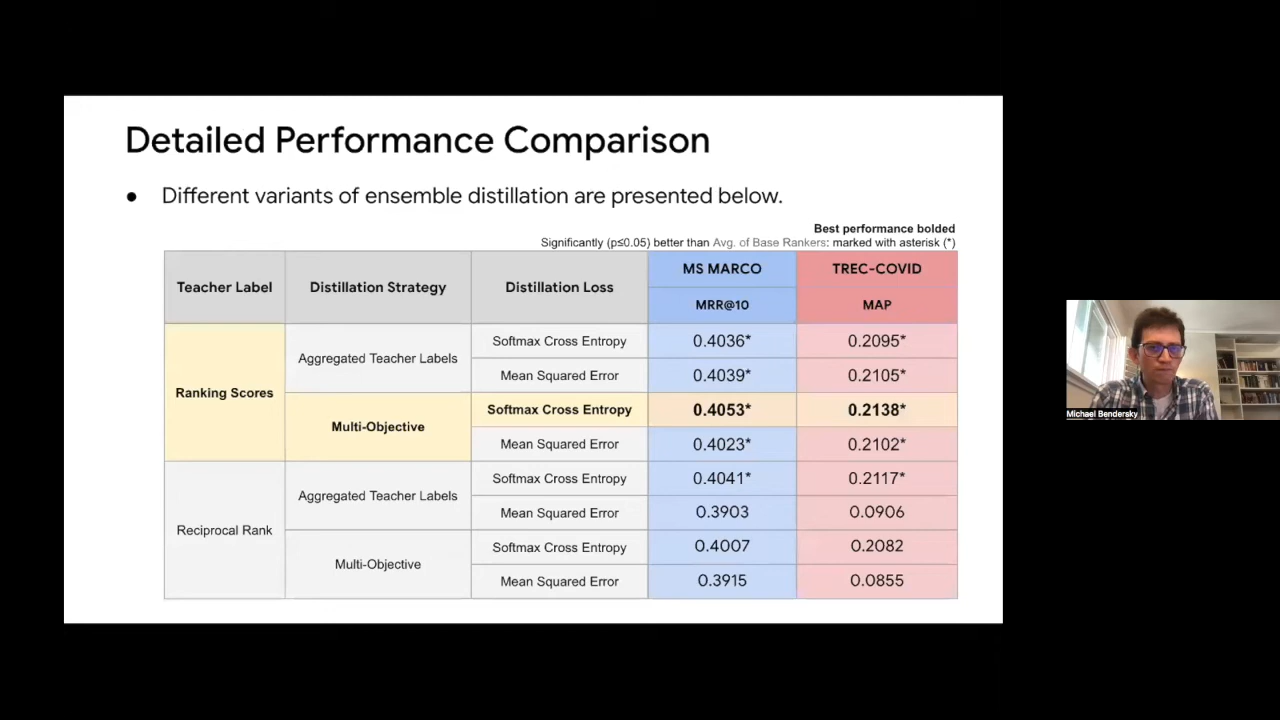 Detailed Performance Comparison
● Different variants of ensemble distillation are presented below.
Best performance bolded
Significantly (p≤0.05) better than Avg. of Base Rankers: marked with asterisk (*)
Teacher Label Distillation Strategy Distillation Loss MS MARCO TREC-COVID
MRR@10 MAP
Ranking Scores Aggregated Teacher Labels Softmax Cross Entropy 0.4036* 0.2095*
Mean Squared Error 0.4039* 0.2105*
Multi-Objective Softmax Cross Entropy 0.4053* 0.2138*
Mean Squared Error 0.4023* 0.2102*
Reciprocal Rank Aggregated Teacher Labels Softmax Cross Entropy 0.4041* 0.2117*
Mean Squared Error 0.3903 0.0906
Multi-Objective Softmax Cross Entropy 0.4007 0.2082
Mean Squared Error 0.3915 0.0855
Michael Bendersky